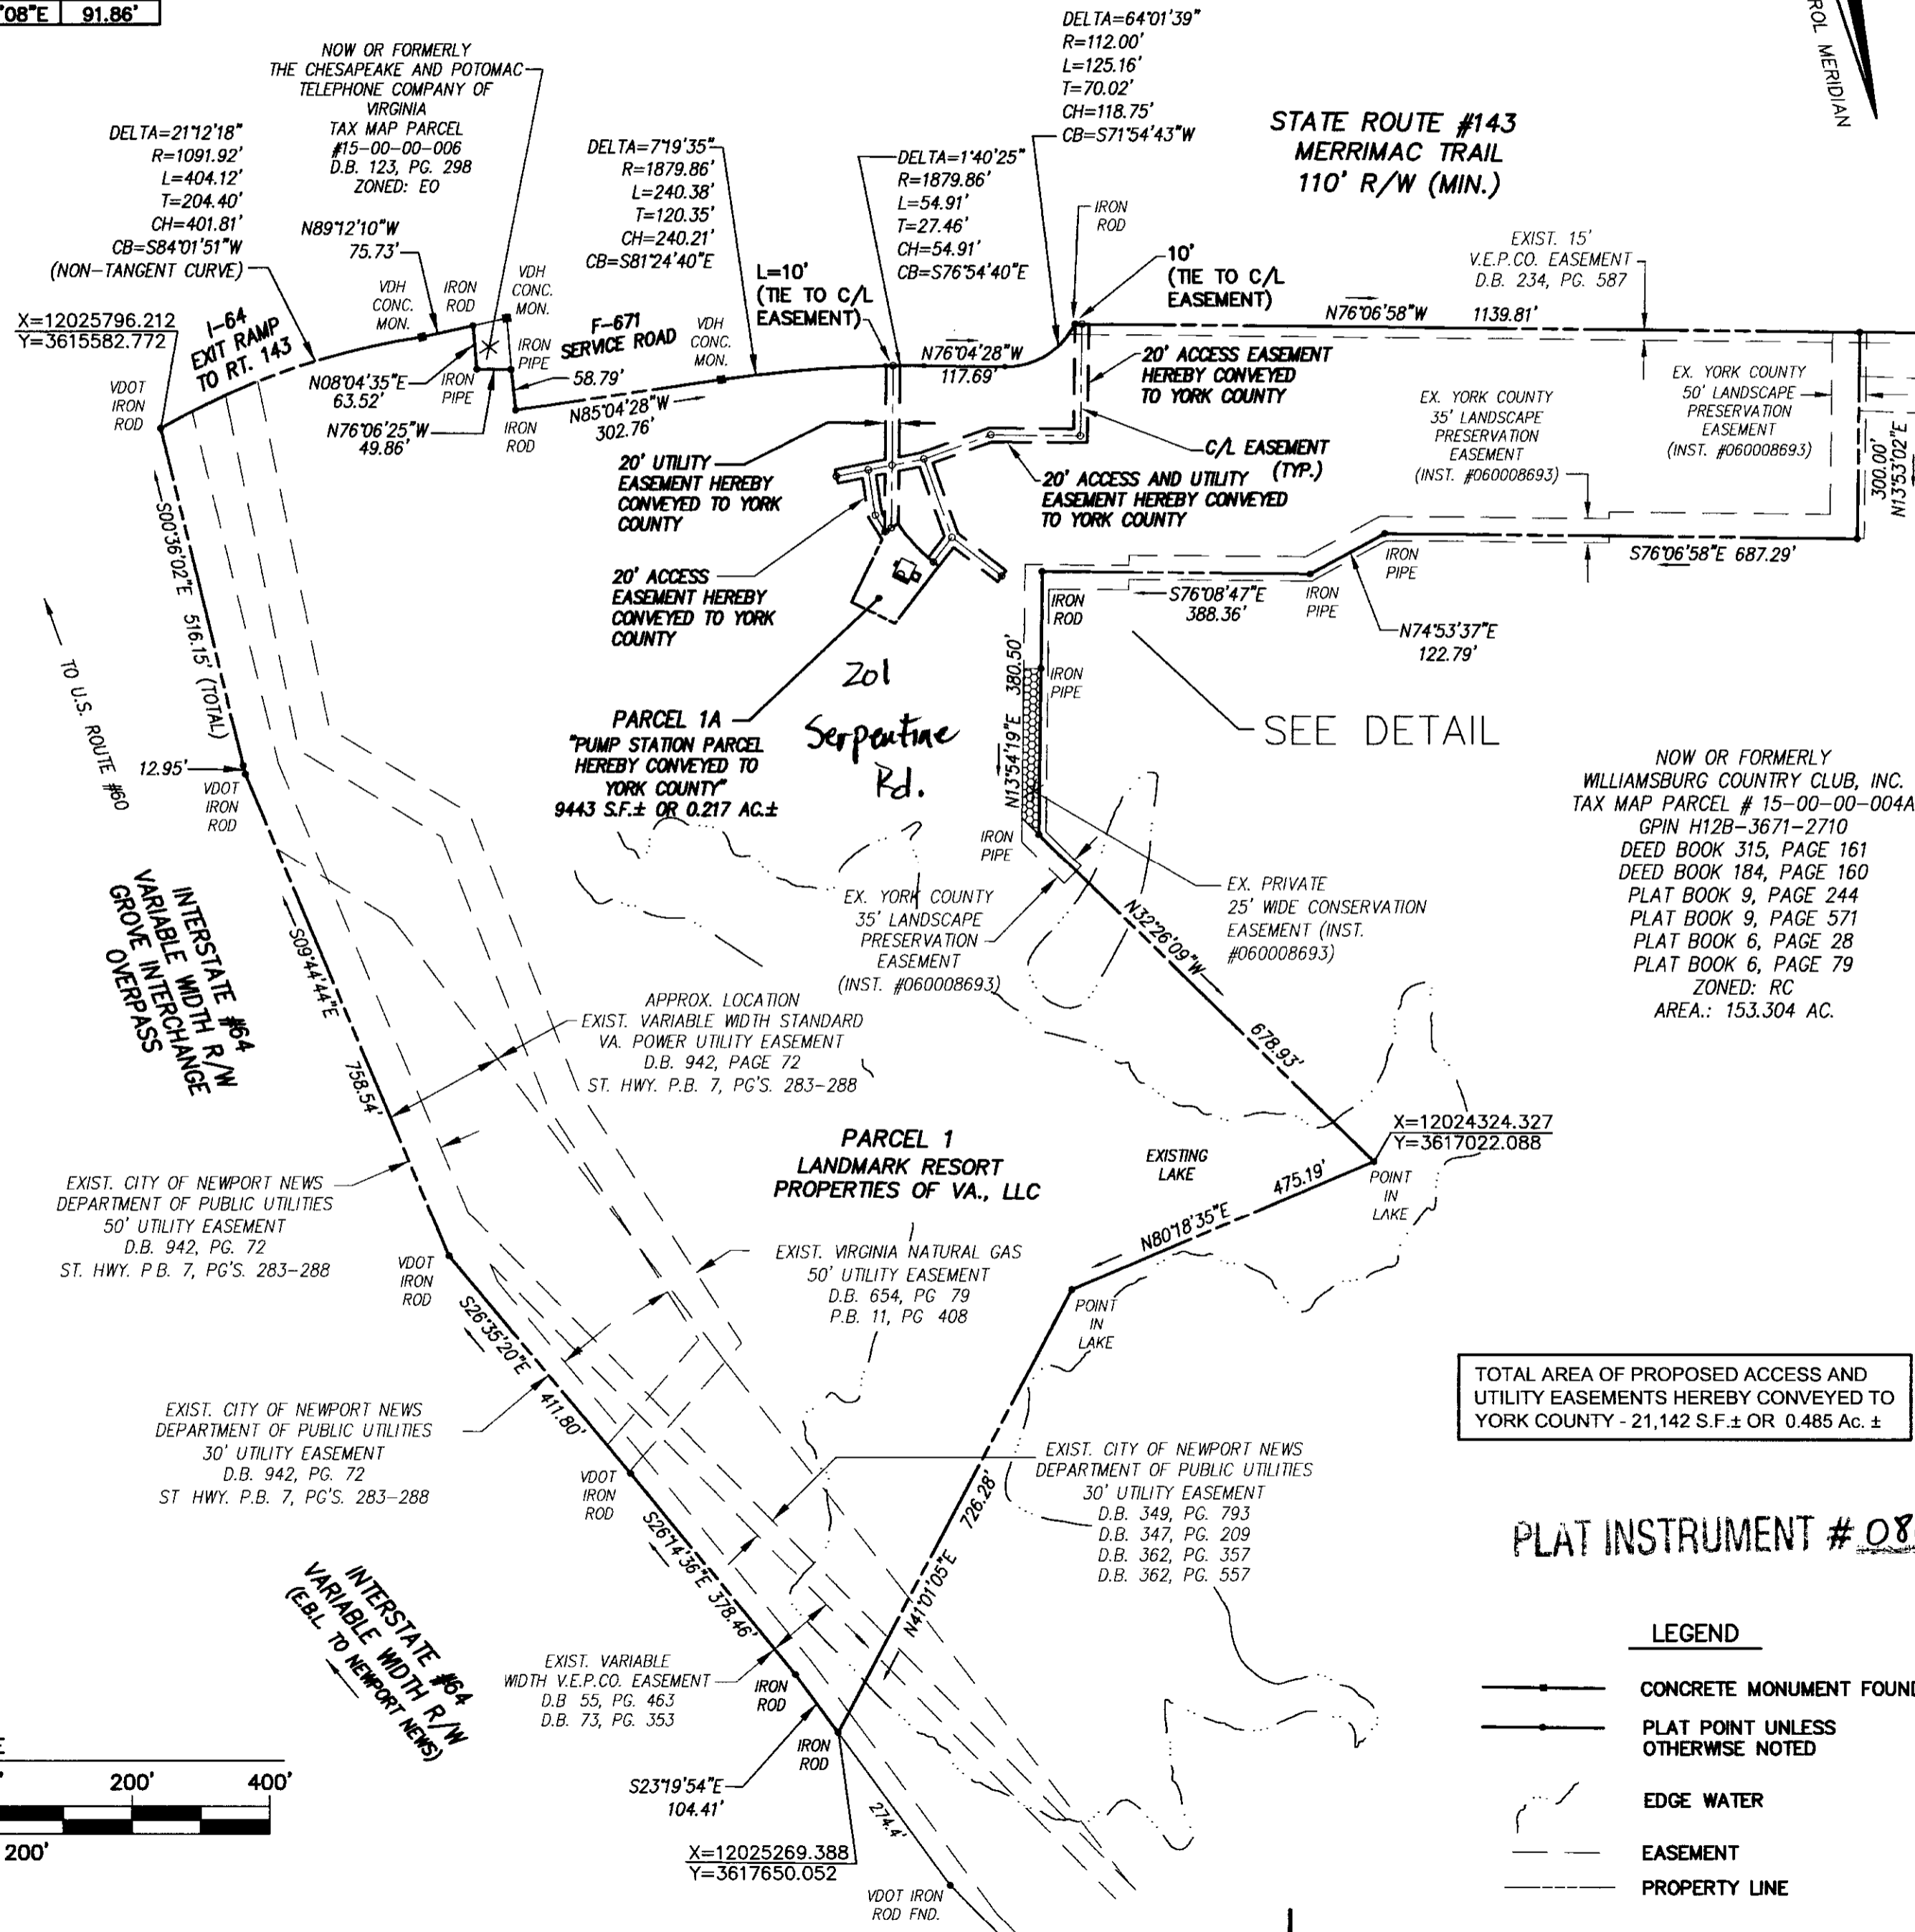 '08"E 91.86'
NOW OR FORMERLY
THE CHESAPEAKE AND POTOMAC
TELEPHONE COMPANY OF
VIRGINIA
TAX MAP PARCEL
#15-00-00-006
D.B. 123, PG. 298
ZONED: EO
DELTA=21°12'18"
R=1091.92'
L=404.12'
T=204.40'
CH=401.81'
CB=S84°01'51"W
(NON-TANGENT CURVE)
N89°12'10"W
75.73'
DELTA=7°19'35"
R=1879.86'
L=240.38'
T=120.35'
CH=240.21'
CB=S81°24'40"E
DELTA=1°40'25"
R=1879.86'
L=54.91'
T=27.46'
CH=54.91'
CB=S76°54'40"E
DELTA=64°01'39"
R=112.00'
L=125.16'
T=70.02'
CH=118.75'
CB=S71°54'43"W
STATE ROUTE #143
MERRIMAC TRAIL
110' R/W (MIN.)
MERIDIAN
IRON
ROD
10'
(TIE TO C/L
EASEMENT)
L=10'
(TIE TO C/L
EASEMENT)
EXIST. 15'
V.E.P.CO. EASEMENT
D.B. 234, PG. 587
N76°06'58"W 1139.81'
X=12025796.212
Y=3615582.772
I-64
EXIT RAMP
TO RT. 143
VDH
CONC.
MON.
IRON
ROD
VDH
CONC.
MON.
IRON
PIPE
F-671
SERVICE ROAD
VDH
CONC.
MON.
58.79'
N08°04'35"E
63.52'
IRON
PIPE
N76°06'25"W
49.86'
IRON
ROD
N85°04'28"W
302.76'
N76°04'28"W
117.69'
VDOT
IRON
ROD
20' ACCESS EASEMENT
HEREBY CONVEYED
TO YORK COUNTY
C/L EASEMENT
(TYP.)
20' ACCESS AND UTILITY
EASEMENT HEREBY CONVEYED
TO YORK COUNTY
20' UTILITY
EASEMENT HEREBY
CONVEYED TO YORK
COUNTY
20' ACCESS
EASEMENT HEREBY
CONVEYED TO YORK
COUNTY
EX. YORK COUNTY
35' LANDSCAPE
PRESERVATION
EASEMENT
(INST. #060008693)
EX. YORK COUNTY
50' LANDSCAPE
PRESERVATION
EASEMENT
(INST. #060008693)
300.00'
N13°53'02"E
S76°06'58"E 687.29'
IRON
PIPE
S76°08'47"E
388.36'
IRON
PIPE
N74°53'37"E
122.79'
IRON
ROD
IRON
PIPE
N13°54'19"E 380.50'
IRON
PIPE
SEE DETAIL
201
Serpentine
Rd.
PARCEL 1A
"PUMP STATION PARCEL
HEREBY CONVEYED TO
YORK COUNTY"
9443 S.F.± OR 0.217 AC.±
S00°36'02"E 516.15' (TOTAL)
TO U.S. ROUTE #60
12.95'
VDOT
IRON
ROD
NOW OR FORMERLY
WILLIAMSBURG COUNTRY CLUB, INC.
TAX MAP PARCEL # 15-00-00-004A
GPIN H12B-3671-2710
DEED BOOK 315, PAGE 161
DEED BOOK 184, PAGE 160
PLAT BOOK 9, PAGE 244
PLAT BOOK 9, PAGE 571
PLAT BOOK 6, PAGE 28
PLAT BOOK 6, PAGE 79
ZONED: RC
AREA.: 153.304 AC.
INTERSTATE #64
VARIABLE WIDTH R/W
GROVE INTERCHANGE
OVERPASS
S09°44'44"E
758.54'
EX. YORK COUNTY
35' LANDSCAPE
PRESERVATION
EASEMENT
(INST. #060008693)
EX. PRIVATE
25' WIDE CONSERVATION
EASEMENT (INST.
#060008693)
N32°26'09"W
678.93'
APPROX. LOCATION
EXIST. VARIABLE WIDTH STANDARD
VA. POWER UTILITY EASEMENT
D.B. 942, PAGE 72
ST. HWY. P.B. 7, PG'S. 283-288
X=12024324.327
Y=3617022.088
PARCEL 1
LANDMARK RESORT
PROPERTIES OF VA., LLC
EXISTING
LAKE
475.19'
N80°18'35"E
POINT
IN
LAKE
EXIST. CITY OF NEWPORT NEWS
DEPARTMENT OF PUBLIC UTILITIES
50' UTILITY EASEMENT
D.B. 942, PG. 72
ST. HWY. P.B. 7, PG'S. 283-288
EXIST. VIRGINIA NATURAL GAS
50' UTILITY EASEMENT
D.B. 654, PG 79
P.B. 11, PG 408
VDOT
IRON
ROD
POINT
IN
LAKE
S26°35'20"E
411.80'
TOTAL AREA OF PROPOSED ACCESS AND
UTILITY EASEMENTS HEREBY CONVEYED TO
YORK COUNTY - 21,142 S.F.± OR 0.485 Ac. ±
EXIST. CITY OF NEWPORT NEWS
DEPARTMENT OF PUBLIC UTILITIES
30' UTILITY EASEMENT
D.B. 942, PG. 72
ST HWY. P.B. 7, PG'S. 283-288
VDOT
IRON
ROD
EXIST. CITY OF NEWPORT NEWS
DEPARTMENT OF PUBLIC UTILITIES
30' UTILITY EASEMENT
D.B. 349, PG. 793
D.B. 347, PG. 209
D.B. 362, PG. 357
D.B. 362, PG. 557
726.28'
N41°01'05"E
PLAT INSTRUMENT # 08
S26°14'36"E 378.46'
INTERSTATE #64
VARIABLE WIDTH R/W
(E.B.L. TO NEWPORT NEWS)
EXIST. VARIABLE
WIDTH V.E.P.CO. EASEMENT
D.B 55, PG. 463
D.B. 73, PG. 353
IRON
ROD
IRON
ROD
S23°19'54"E
104.41'
274.4'
X=12025269.388
Y=3617650.052
VDOT IRON
ROD FND.
200' 400'
200'
LEGEND
CONCRETE MONUMENT FOUND
PLAT POINT UNLESS
OTHERWISE NOTED
EDGE WATER
EASEMENT
PROPERTY LINE